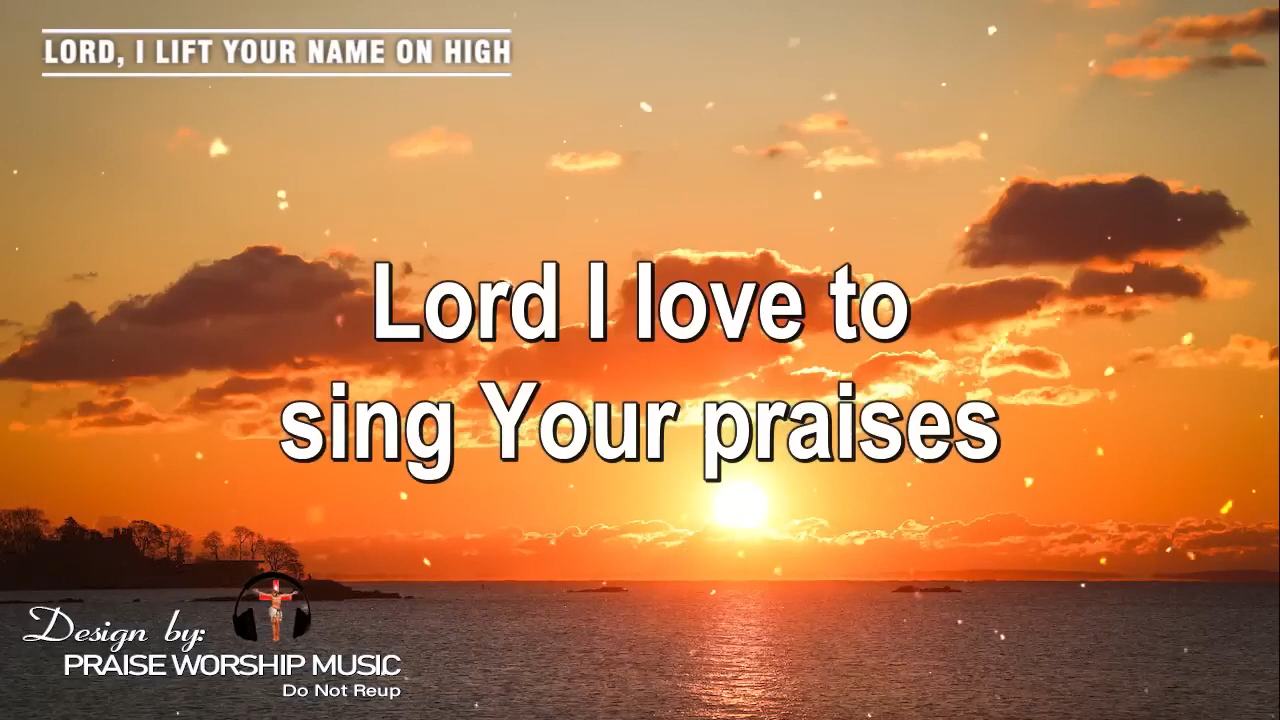 LORD, I LIFT YOUR NAME ON HIGH
Lord I love to
sing Your praises
Design by:
PRAISE WORSHIP MUSIC
Do Not Reup